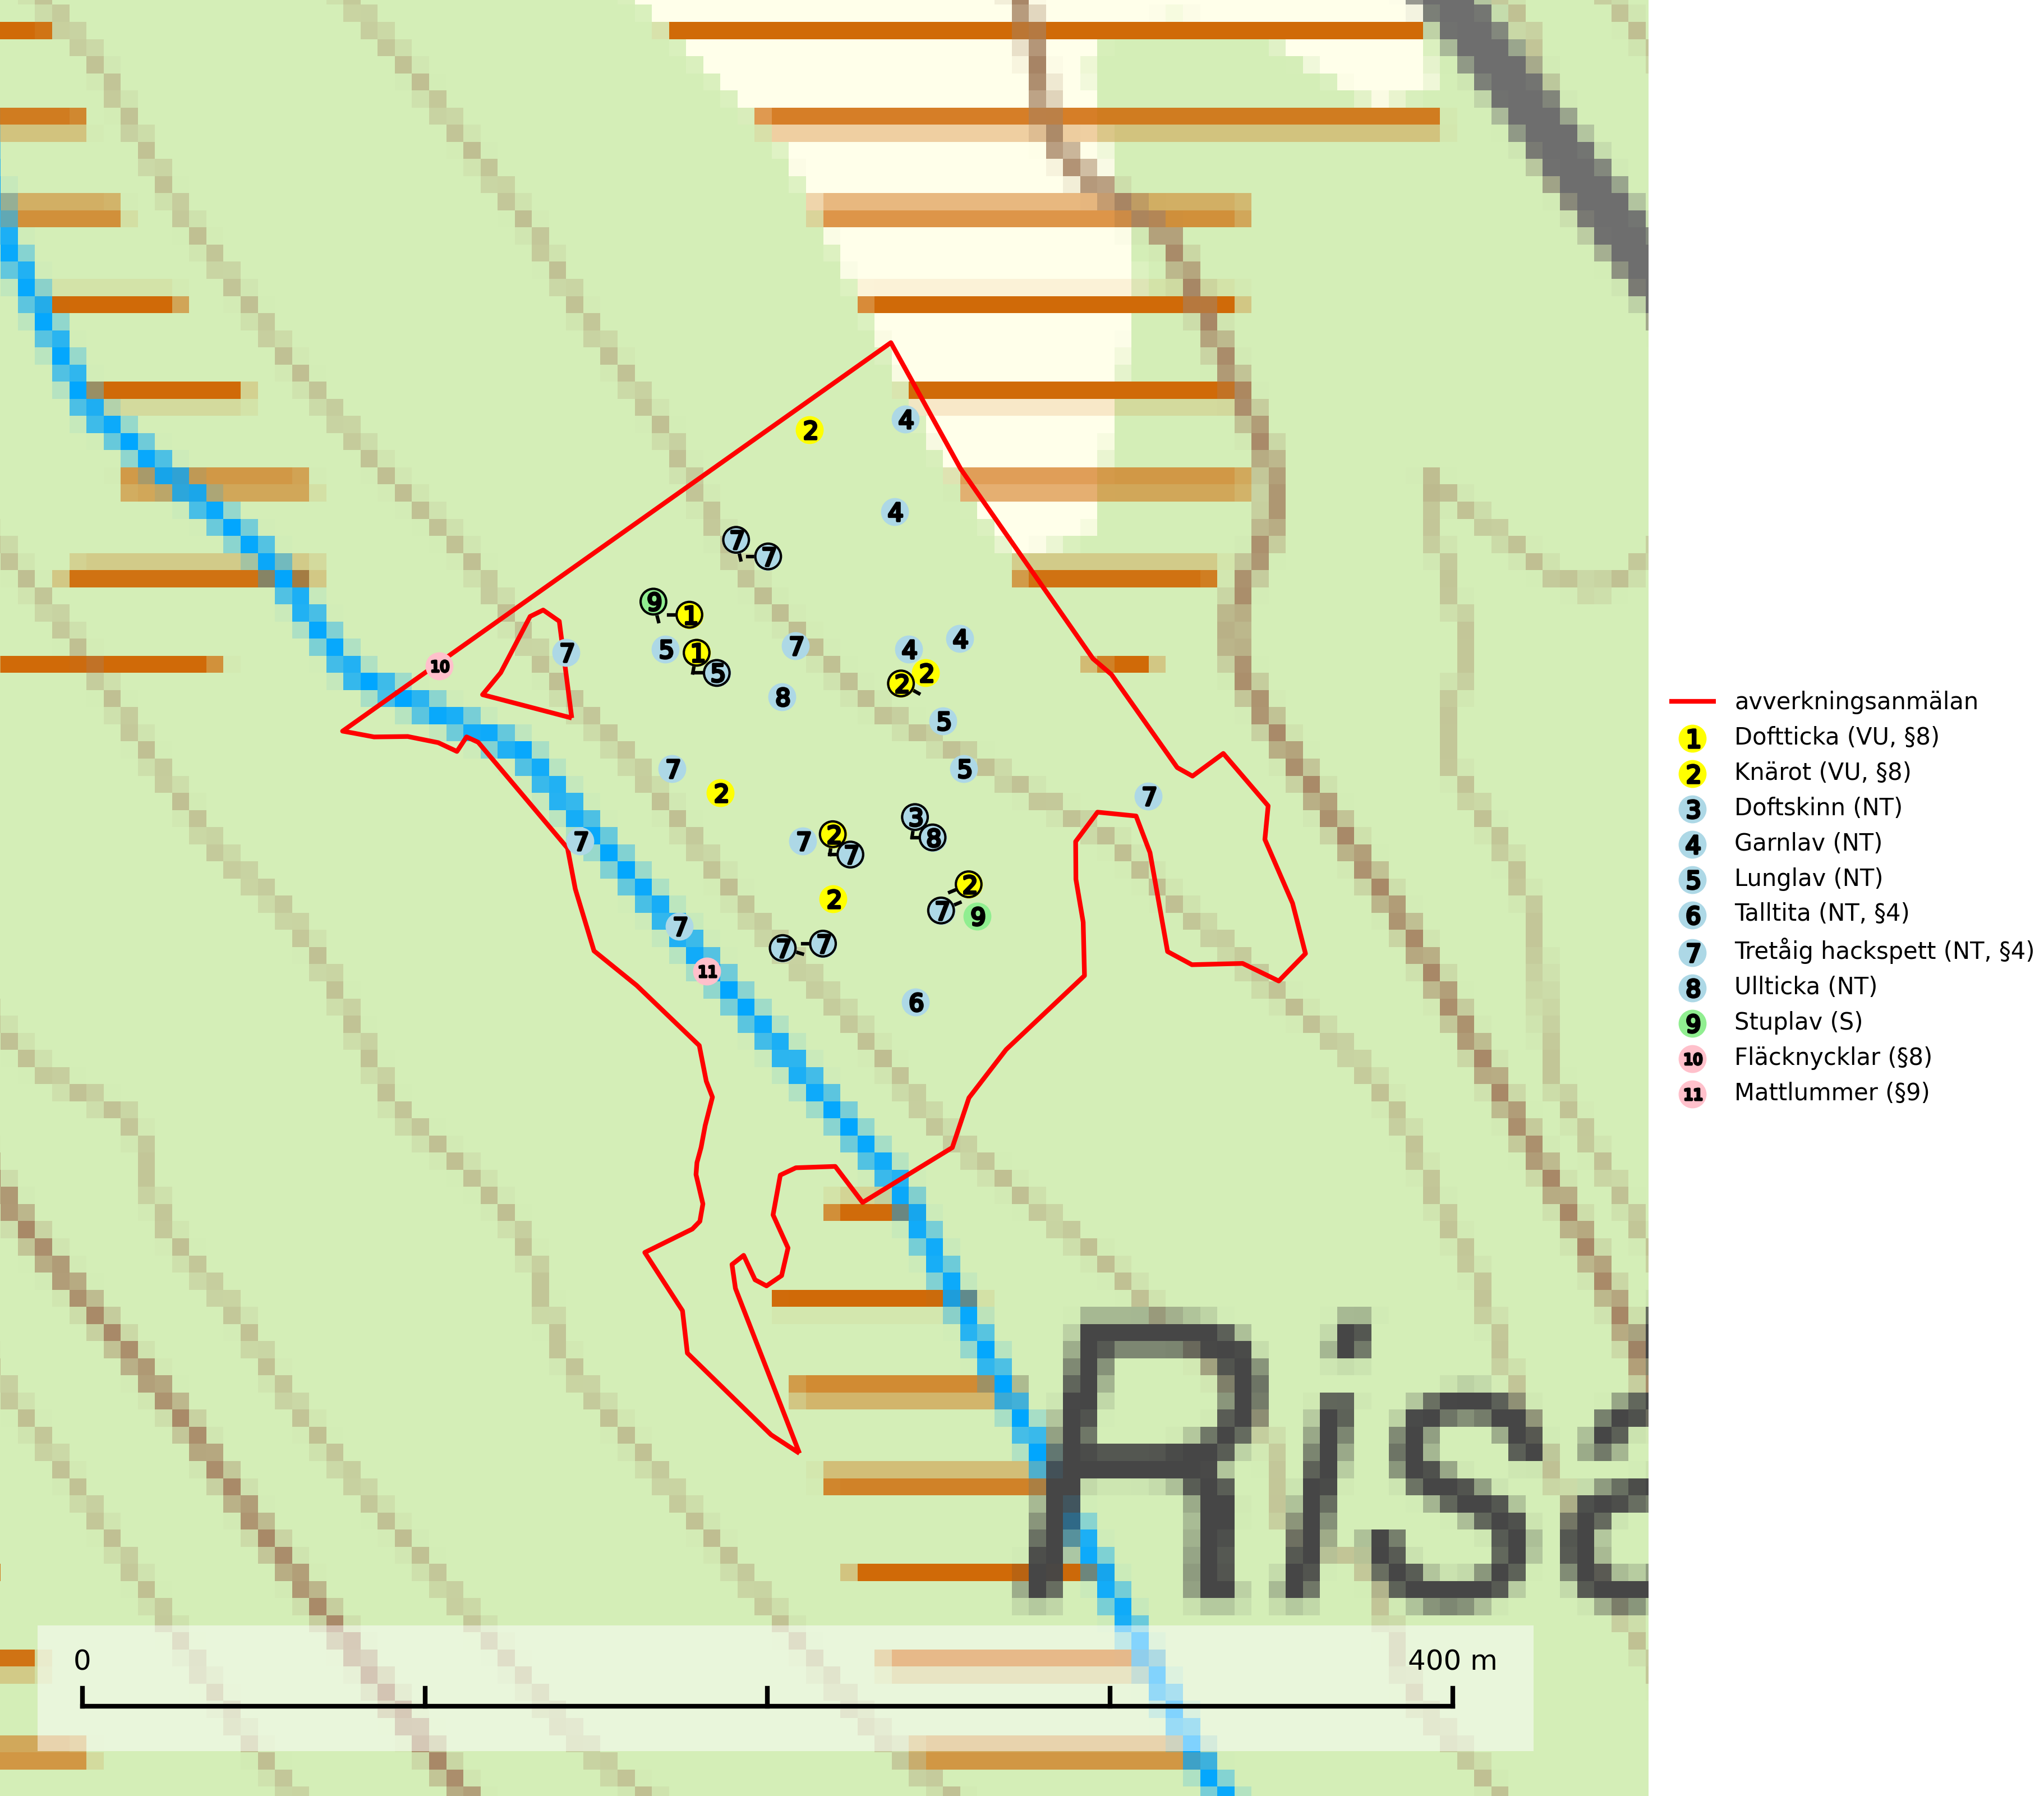 2
4
4
7
7
9
1
7
5
1
5
7
4
4
2
2
8
5
7
5
2
7
7
7
2
7
3
8
2
2
7
9
7
7
7
11
6
10
Ris
0
400 m
avverkningsanmälan
1 Doftticka (VU, §8)
2 Knärot (VU, §8)
3 Doftskinn (NT)
4 Garnlav (NT)
5 Lunglav (NT)
6 Talltita (NT, §4)
7 Tretåig hackspett (NT, §4)
8 Ullticka (NT)
9 Stuplav (S)
10 Fläcknycklar (§8)
11 Mattlummer (§9)